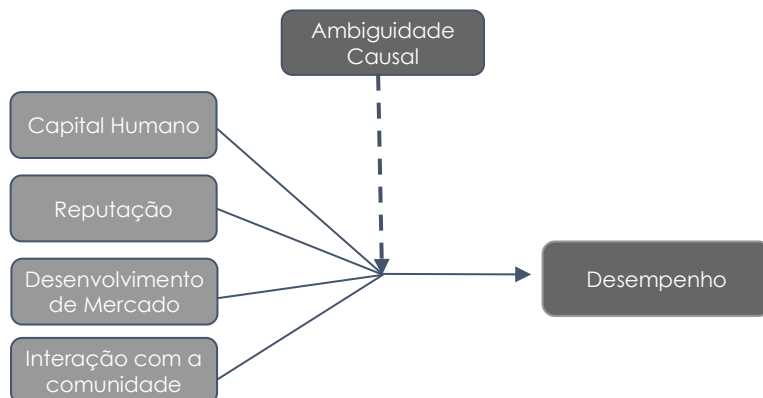 Ambiguidade
Causal
Capital Humano
Reputação
Desenvolvimento
de Mercado
Desempenho
Interação com a
comunidade